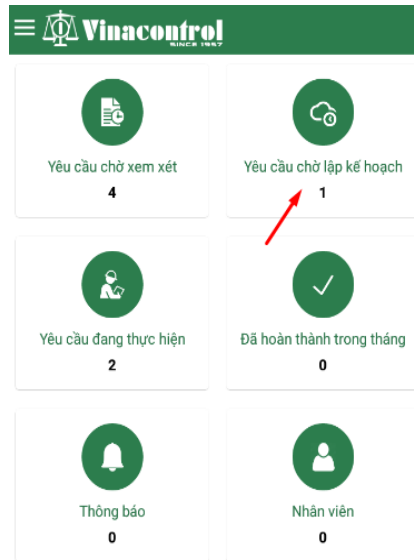 Vinacontrol
SINCE 1957
Yêu cầu chờ xem xét
4
Yêu cầu chờ lập kế hoạch
1
Yêu cầu đang thực hiện
2
Đã hoàn thành trong tháng
0
Thông báo
0
Nhân viên
0